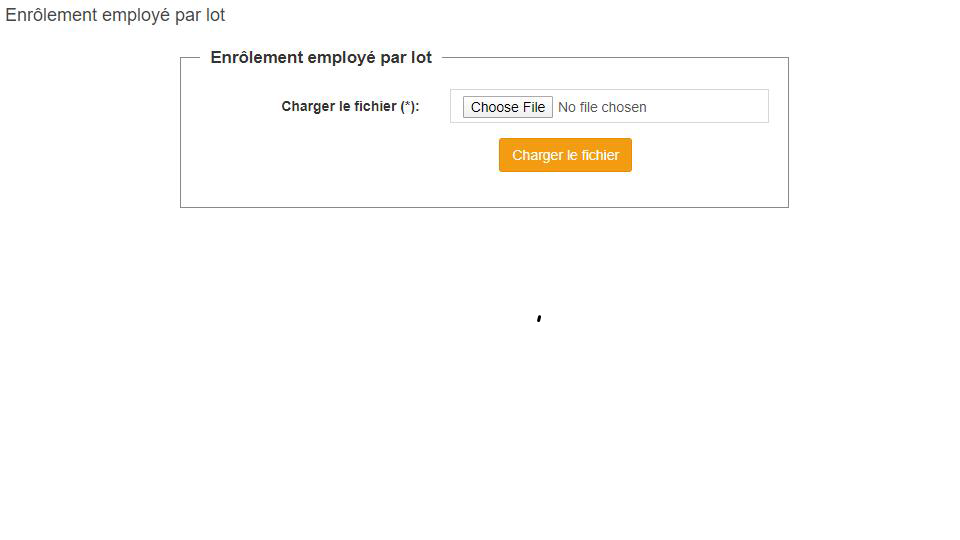 Enrôlement employé par lot
Enrôlement employé par lot
Charger le fichier (*): Choose File No file chosen
Charger le fichier